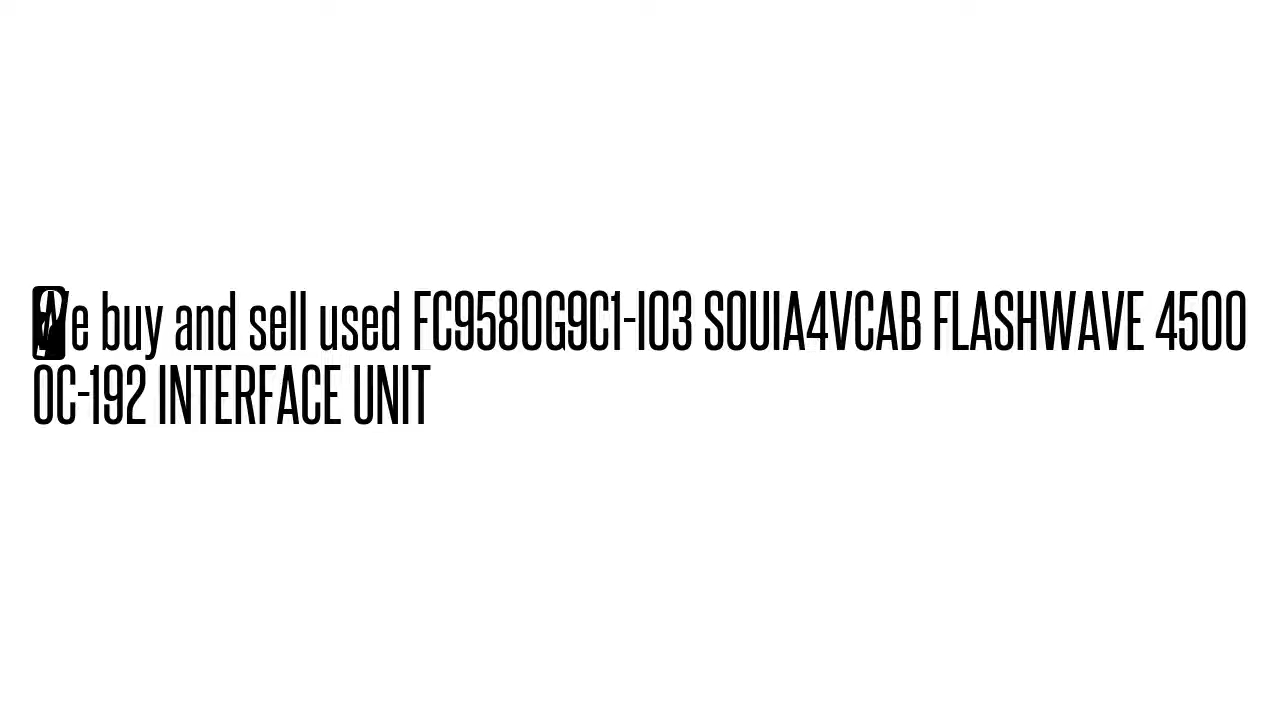 We buy and sell used FC9580G9C1-I03 SOUIA4VCAB FLASHWAVE 4500
OC-192 INTERFACE UNIT